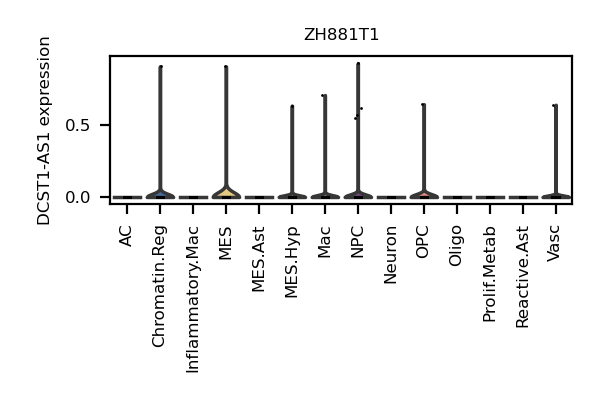 ZH881T1
DCST1-AS1 expression
0.5
0.0
AC
Chromatin.Reg
Inflammatory.Mac
MES
MES.Ast
MES.Hyp
Mac
NPC
Neuron
OPC
Oligo
Prolif.Metab
Reactive.Ast
Vasc